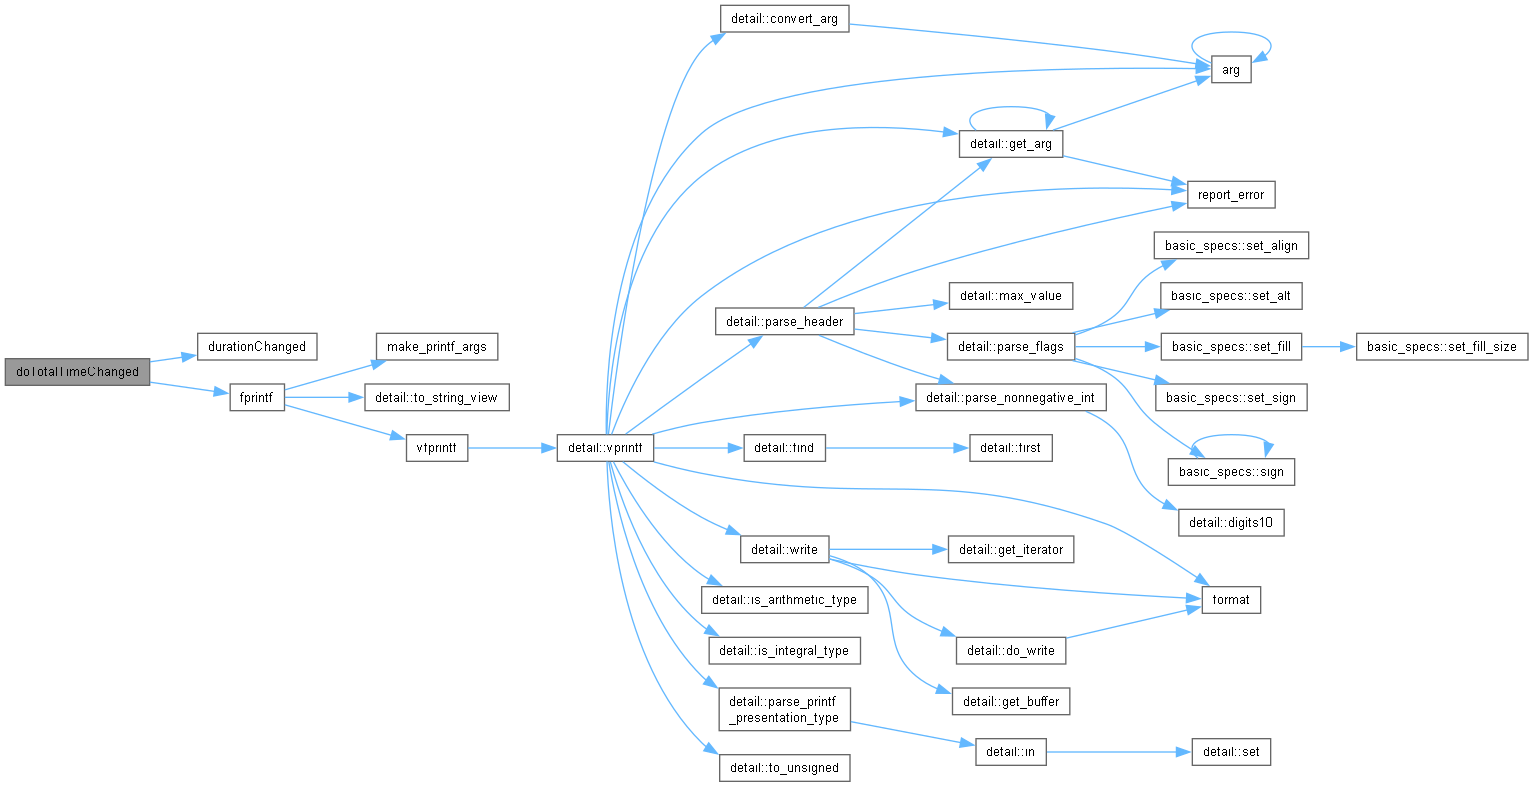 detail::convert_arg
arg
detail::get_arg
report_error
basic_specs::set_align
basic_specs::set_alt
detail::max_value
detail::parse_header
durationChanged
make_printf_args
detail::parse_flags
basic_specs::set_fill
basic_specs::set_fill_size
doTotalTimeChanged
fprintf
detail::to_string_view
detail::parse_nonnegative_int
basic_specs::set_sign
vfprintf
detail::vprintf
detail::find
detail::first
basic_specs::sign
detail::digits10
detail::write
detail::get_iterator
detail::is_arithmetic_type
format
detail::is_integral_type
detail::do_write
detail::get_buffer
detail::parse_printf
_presentation_type
detail::in
detail::set
detail::to_unsigned